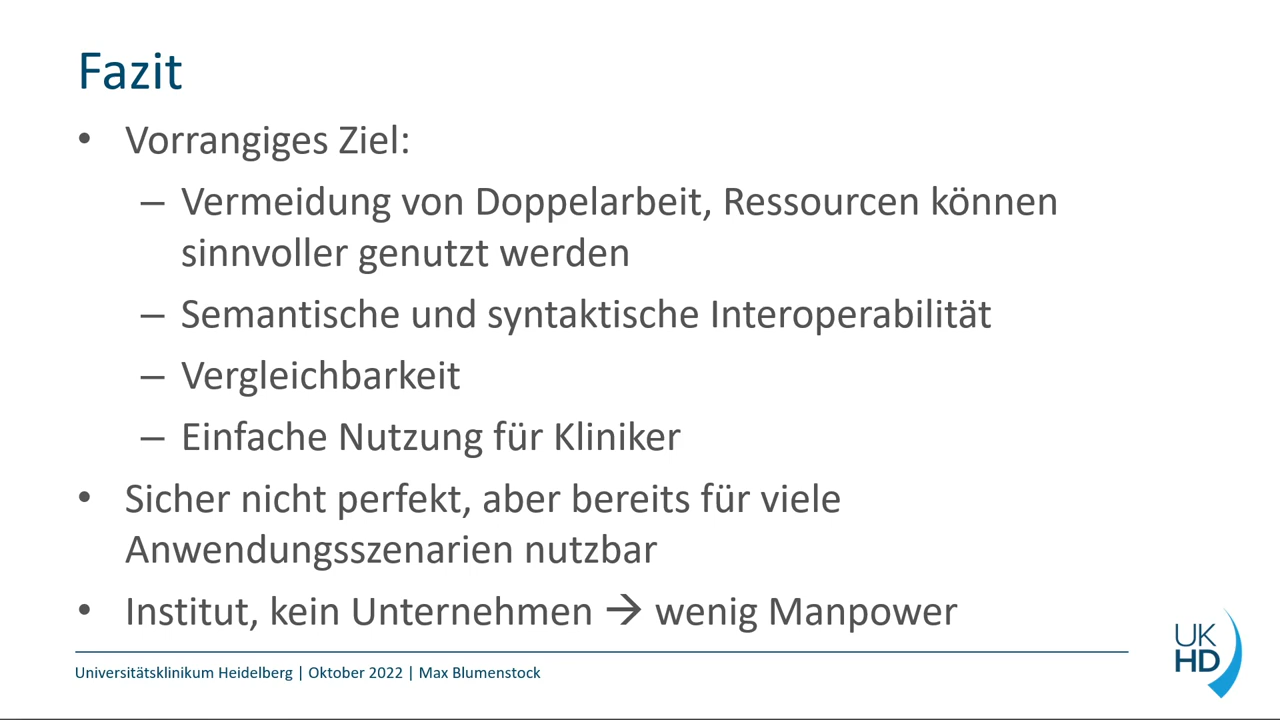 Fazit
• Vorrangiges Ziel:
– Vermeidung von Doppelarbeit, Ressourcen können
sinnvoller genutzt werden
– Semantische und syntaktische Interoperabilität
– Vergleichbarkeit
– Einfache Nutzung für Kliniker
• Sicher nicht perfekt, aber bereits für viele
Anwendungsszenarien nutzbar
• Institut, kein Unternehmen → wenig Manpower
Universitätsklinikum Heidelberg | Oktober 2022 | Max Blumenstock
UK
HD